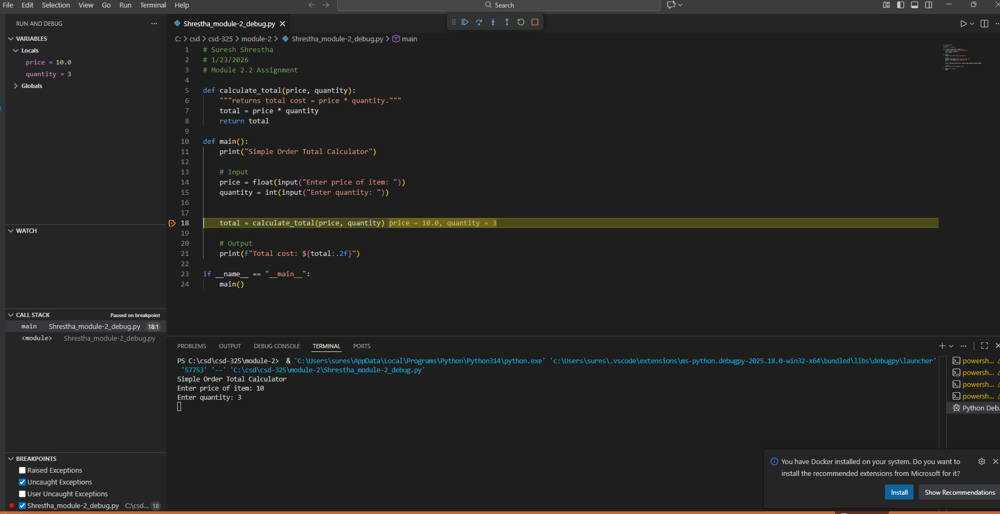 File Edit Selection View Go Run Terminal Help
Search
RUN AND DEBUG
VARIABLES
Locals
price = 10.0
quantity = 3
Globals
WATCH
CALL STACK Paused on breakpoint
main Shrestha_module-2_debug.py 18:1
<module> Shrestha_module-2_debug.py
BREAKPOINTS
Raised Exceptions
Uncaught Exceptions
User Uncaught Exceptions
Shrestha_module-2_debug.py C:\csd... 18
Shrestha_module-2_debug.py
C: > csd > csd-325 > module-2 > Shrestha_module-2_debug.py > main
1 # Suresh Shrestha
2 # 1/23/2026
3 # Module 2.2 Assignment
4
5 def calculate_total(price, quantity):
6 """returns total cost = price * quantity."""
7 total = price * quantity
8 return total
9
10 def main():
11 print("Simple Order Total Calculator")
12
13 # Input
14 price = float(input("Enter price of item: "))
15 quantity = int(input("Enter quantity: "))
16
17
18 total = calculate_total(price, quantity) price = 10.0, quantity = 3
19
20 # Output
21 print(f"Total cost: ${total:.2f}")
22
23 if __name__ == "__main__":
24 main()
PROBLEMS OUTPUT DEBUG CONSOLE TERMINAL PORTS
PS C:\csd\csd-325\module-2> & 'C:\Users\sures\AppData\Local\Programs\Python\Python314\python.exe' 'c:\Users\sures\.vscode\extensions\ms-python.debugpy-2025.18.0-win32-x64\bundled\libs\debugpy\launcher'
'57753' '--' 'C:\csd\csd-325\module-2\Shrestha_module-2_debug.py'
Simple Order Total Calculator
Enter price of item: 10
Enter quantity: 3
powersh...
powersh...
powersh...
powersh...
Python Deb.
You have Docker installed on your system. Do you want to
install the recommended extensions from Microsoft for it?
Install Show Recommendations